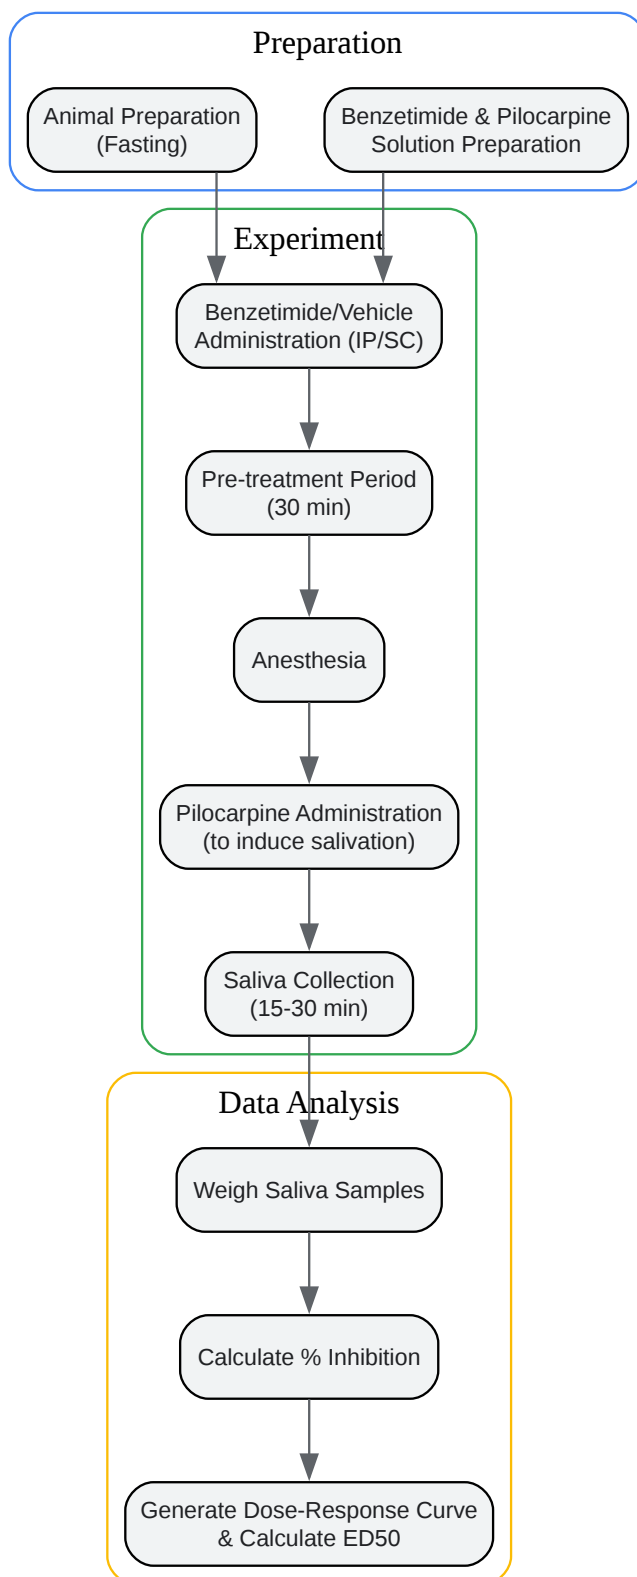 Preparation
Animal Preparation
(Fasting)
Benzetimide & Pilocarpine
Solution Preparation
Experiment
Benzetimide/Vehicle
Administration (IP/SC)
Pre-treatment Period
(30 min)
Anesthesia
Pilocarpine Administration
(to induce salivation)
Saliva Collection
(15-30 min)
Data Analysis
Weigh Saliva Samples
Calculate % Inhibition
Generate Dose-Response Curve
& Calculate ED50